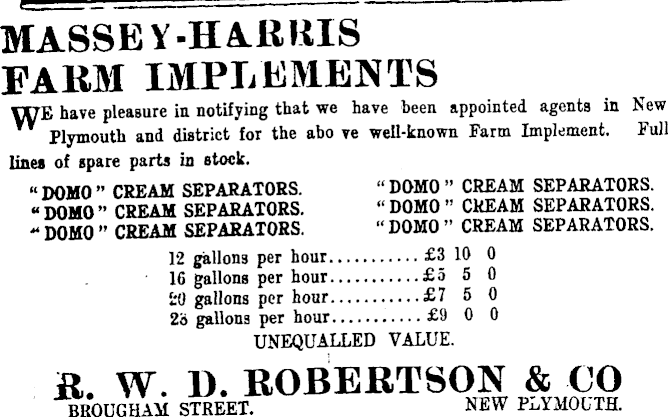 MASSEY-HARRIS
FARM IMPLEMENTS
WE have pleasure in notifying that we have been appointed agents in New
Plymouth and district for the abo ve well-known Farm Implement. Full
lines of spare parts in stock.
"DOMO" CREAM SEPARATORS. "DOMO" CREAM SEPARATORS.
"DOMO" CREAM SEPARATORS. "DOMO" CREAM SEPARATORS.
"DOMO" CREAM SEPARATORS. "DOMO" CREAM SEPARATORS.
12 gallons per hour...........£3 10 0
16 gallons per hour...........£5 5 0
20 gallons per hour...........£7 5 0
gallons per hour...........£9 0 0
UNEQUALLED VALUE.
R. W. D. ROBERTSON & CO
BROUGHAM STREET. NEW PLYMOUTH.